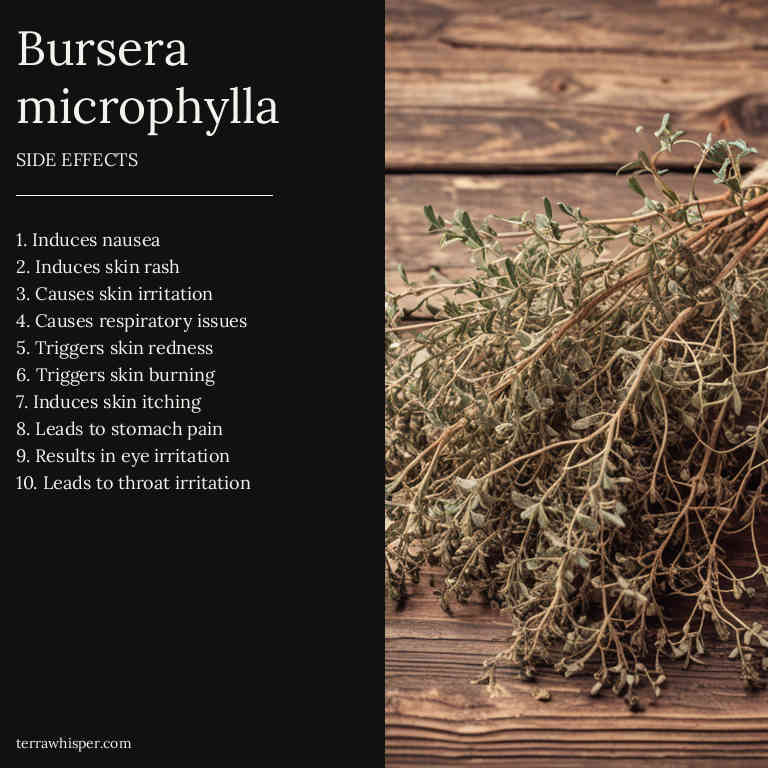 Bursera
microphylla
SIDE EFFECTS
1. Induces nausea
2. Induces skin rash
3. Causes skin irritation
4. Causes respiratory issues
5. Triggers skin redness
6. Triggers skin burning
7. Induces skin itching
8. Leads to stomach pain
9. Results in eye irritation
10. Leads to throat irritation
terrawhisper.com